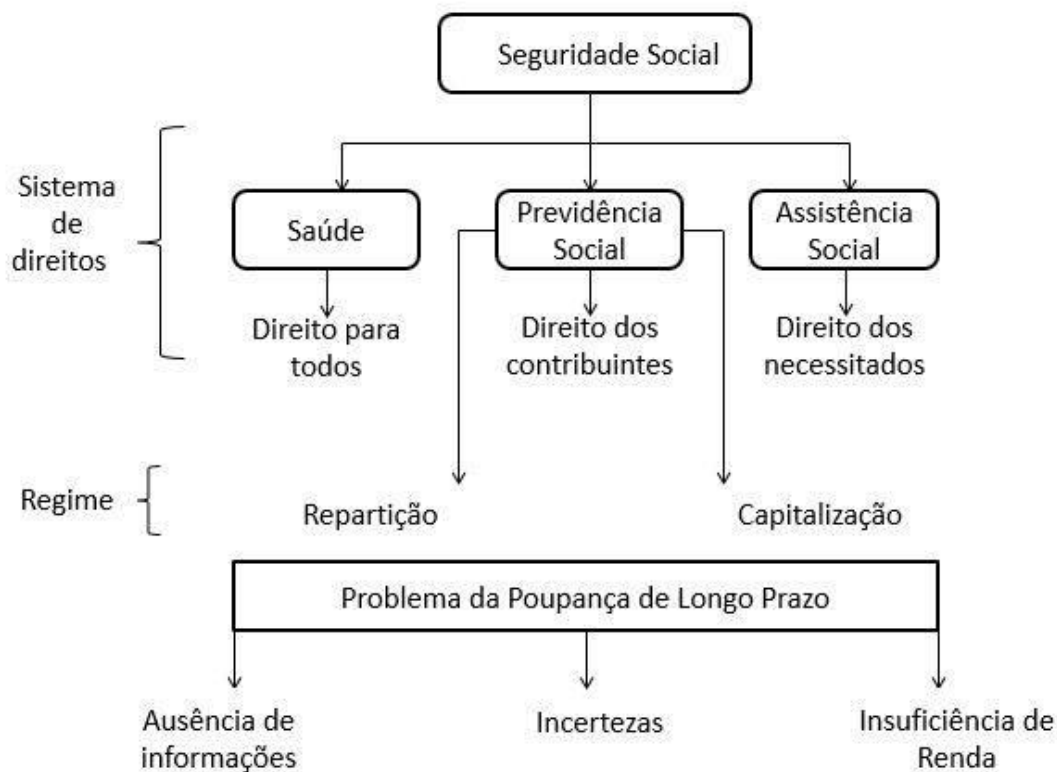 Seguridade Social
Sistema
de
direitos
Saúde
Previdência
Social
Assistência
Social
Direito para
todos
Direito dos
contribuintes
Direito dos
necessitados
Regime
Repartição
Capitalização
Problema da Poupança de Longo Prazo
Ausência de
informações
Incertezas
Insuficiência de
Renda